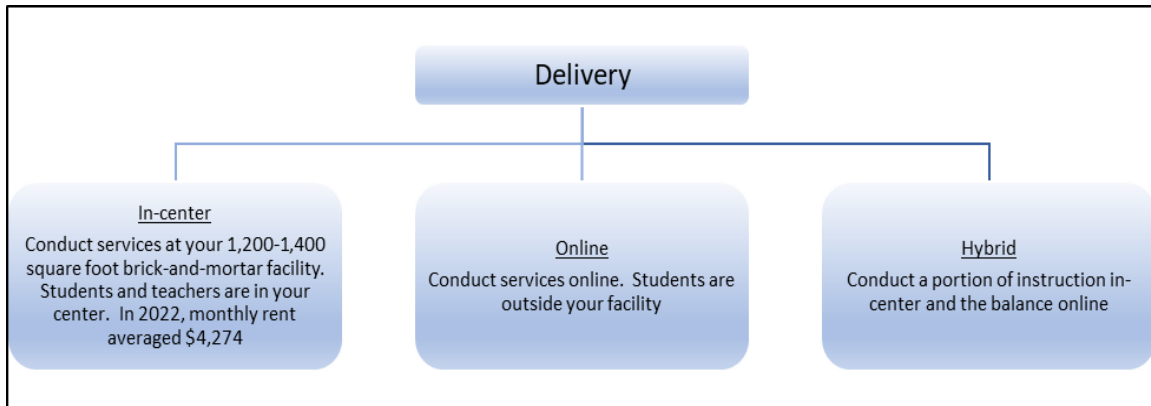 Delivery
In-center
Conduct services at your 1,200-1,400
square foot brick-and-mortar facility.
Students and teachers are in your
center.  In 2022, monthly rent
averaged $4,274
Online
Conduct services online.  Students are
outside your facility
Hybrid
Conduct a portion of instruction in-
center and the balance online